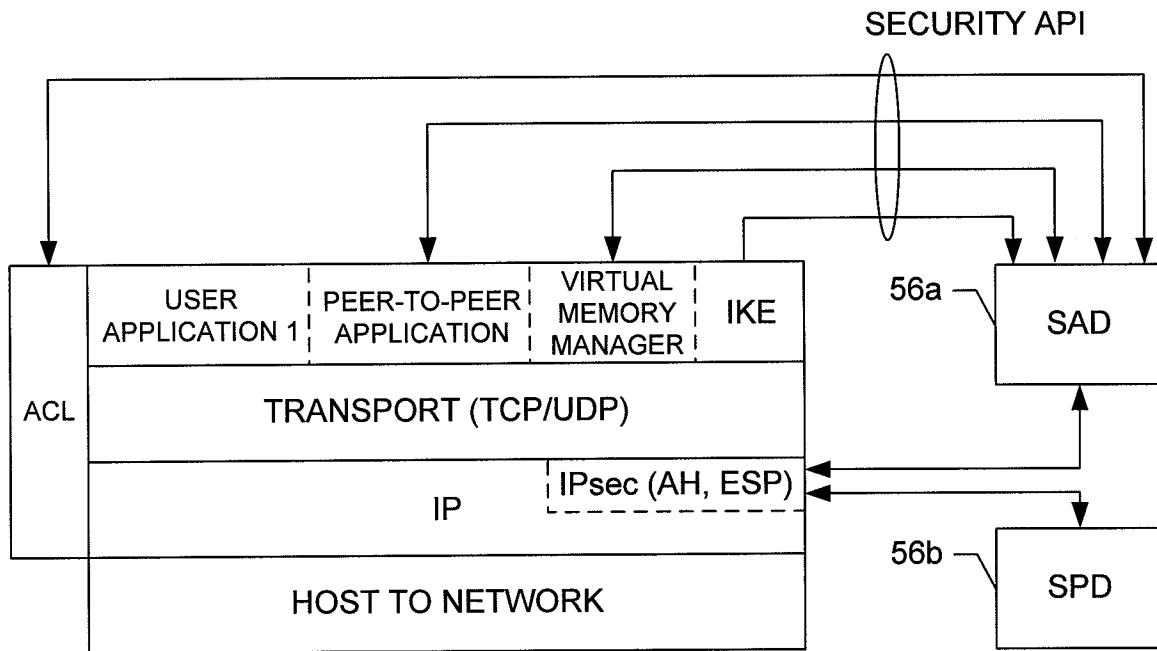 SECURITY API
USER
APPLICATION 1
PEER-TO-PEER
APPLICATION
VIRTUAL
MEMORY
MANAGER
IKE
56a
SAD
ACL
TRANSPORT (TCP/UDP)
IPsec (AH, ESP)
IP
56b
SPD
HOST TO NETWORK